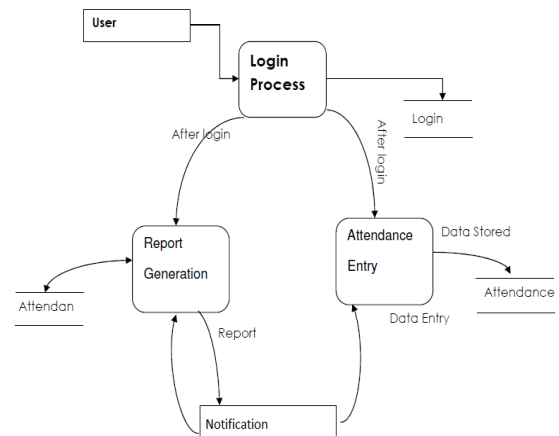 User
Login
Process
Login
After login
After login
Report
Generation
Attendance
Entry
Data Stored
Attendan
Attendance
Data Entry
Report
Notification